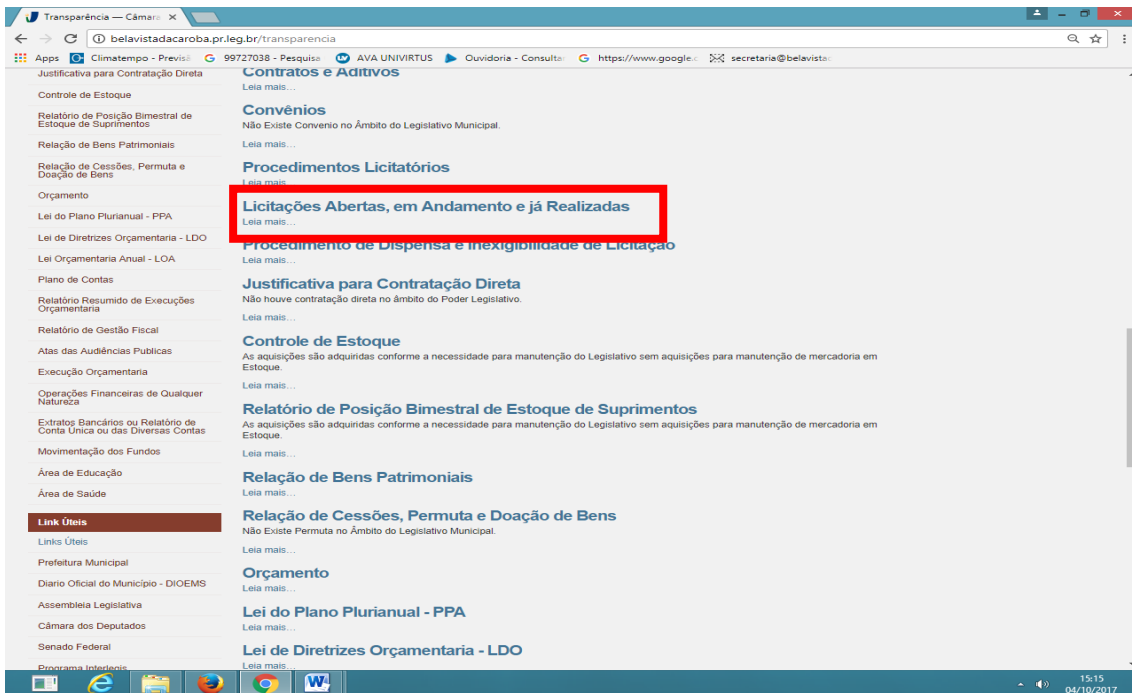 Transparência — Câmara
belavistadacaroba.pr.leg.br/transparencia
Apps Climatempo - Previsã 99727038 - Pesquisa AVA UNIVIRTUS Ouvidoria - Consulta https://www.google.c secretaria@belavista
Justificativa para Contratação Direta
Controle de Estoque
Relatório de Posição Bimestral de
Estoque de Suprimentos
Relação de Bens Patrimoniais
Relação de Cessões, Permuta e
Doação de Bens
Orçamento
Lei do Plano Plurianual - PPA
Lei de Diretrizes Orçamentaria - LDO
Lei Orçamentaria Anual - LOA
Plano de Contas
Relatório Resumido de Execuções
Orçamentaria
Relatório de Gestão Fiscal
Atas das Audiências Publicas
Execução Orçamentaria
Operações Financeiras de Qualquer
Natureza
Extratos Bancários ou Relatório de
Conta Única ou das Diversas Contas
Movimentação dos Fundos
Área de Educação
Área de Saúde
Link Úteis
Links Úteis
Prefeitura Municipal
Diario Oficial do Município - DIOEMS
Assembleia Legislativa
Câmara dos Deputados
Senado Federal
Programa Interlegis
Contratos e Aditivos
Leia mais…
Convênios
Não Existe Convenio no Âmbito do Legislativo Municipal.
Leia mais…
Procedimentos Licitatórios
Leia mais…
Licitações Abertas, em Andamento e já Realizadas
Leia mais…
Procedimento de Dispensa e Inexigibilidade de Licitação
Leia mais…
Justificativa para Contratação Direta
Não houve contratação direta no âmbito do Poder Legislativo.
Leia mais…
Controle de Estoque
As aquisições são adquiridas conforme a necessidade para manutenção do Legislativo sem aquisições para manutenção de mercadoria em
Estoque.
Leia mais…
Relatório de Posição Bimestral de Estoque de Suprimentos
As aquisições são adquiridas conforme a necessidade para manutenção do Legislativo sem aquisições para manutenção de mercadoria em
Estoque.
Leia mais…
Relação de Bens Patrimoniais
Leia mais…
Relação de Cessões, Permuta e Doação de Bens
Não Existe Permuta no Âmbito do Legislativo Municipal.
Leia mais…
Orçamento
Leia mais…
Lei do Plano Plurianual - PPA
Leia mais…
Lei de Diretrizes Orçamentaria - LDO
Leia mais…
15:15
04/10/2017